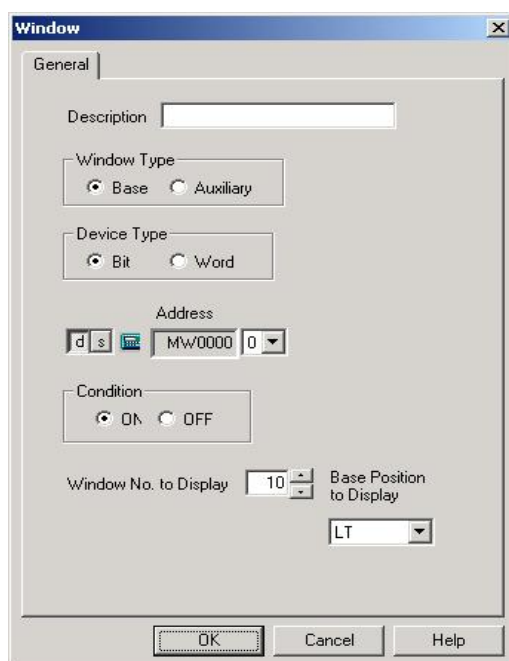 Window
General
Description
Window Type
Base Auxiliary
Device Type
Bit Word
Address
d s MW0000 0
Condition
ON OFF
Window No. to Display 10 Base Position
to Display
LT
OK Cancel Help